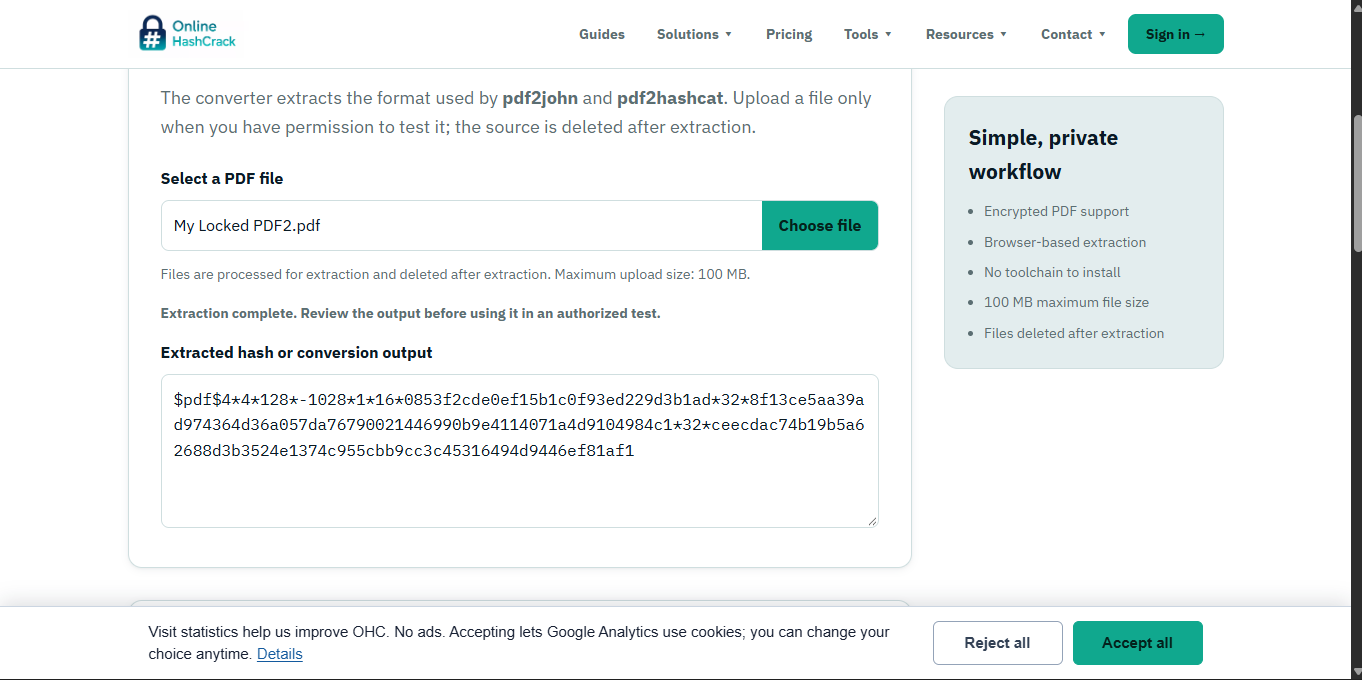 Online
HashCrack
Guides
Solutions ▼
Pricing
Tools ▼
Resources ▼
Contact ▼
Sign in →
The converter extracts the format used by pdf2john and pdf2hashcat. Upload a file only
when you have permission to test it; the source is deleted after extraction.
Select a PDF file
My Locked PDF2.pdf
Choose file
Files are processed for extraction and deleted after extraction. Maximum upload size: 100 MB.
Extraction complete. Review the output before using it in an authorized test.
Extracted hash or conversion output
$pdf$4*4*128*-1028*1*16*0853f2cde0ef15b1c0f93ed229d3b1ad*32*8f13ce5aa39a
d974364d36a057da76790021446990b9e4114071a4d9104984c1*32*ceecdac74b19b5a6
2688d3b3524e1374c955cbb9cc3c45316494d9446ef81af1
Simple, private
workflow
• Encrypted PDF support
• Browser-based extraction
• No toolchain to install
• 100 MB maximum file size
• Files deleted after extraction
Visit statistics help us improve OHC. No ads. Accepting lets Google Analytics use cookies; you can change your
choice anytime. Details
Reject all
Accept all